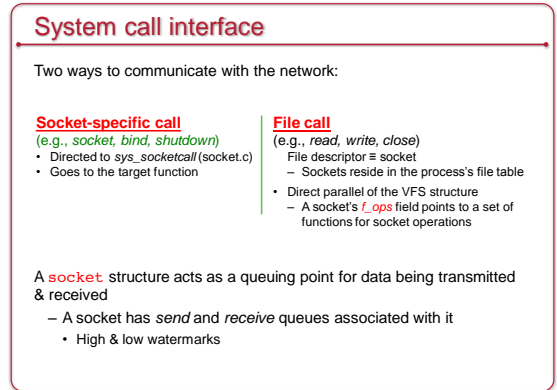 System call interface
Two ways to communicate with the network:
Socket-specific call
(e.g., socket, bind, shutdown)
• Directed to sys_socketcall (socket.c)
• Goes to the target function
File call
(e.g., read, write, close)
File descriptor ≡ socket
– Sockets reside in the process's file table
• Direct parallel of the VFS structure
– A socket's f_ops field points to a set of
functions for socket operations
A socket structure acts as a queuing point for data being transmitted
& received
– A socket has send and receive queues associated with it
• High & low watermarks